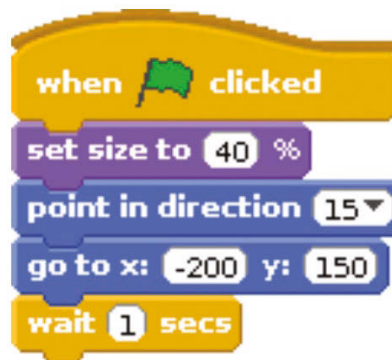 when clicked
set size to 40 %
point in direction 15
go to x: -200 y: 150
wait 1 secs